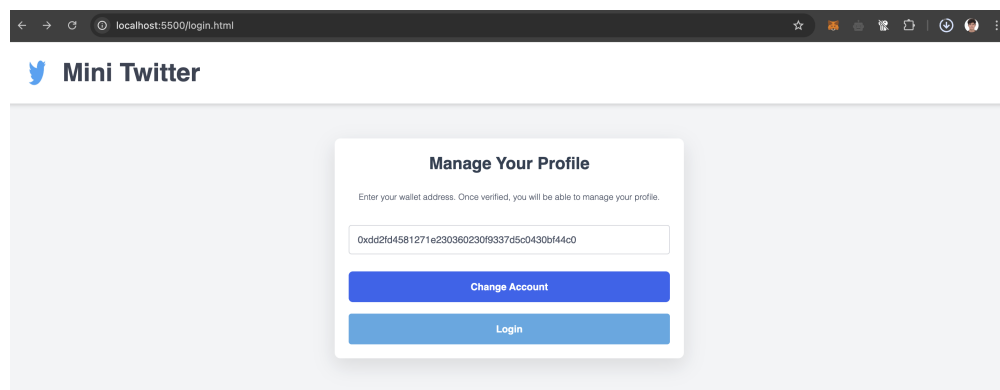 localhost:5500/login.html
Mini Twitter
Manage Your Profile
Enter your wallet address. Once verified, you will be able to manage your profile.
0xdd2fd4581271e230360230f9337d5c0430bf44c0
Change Account
Login